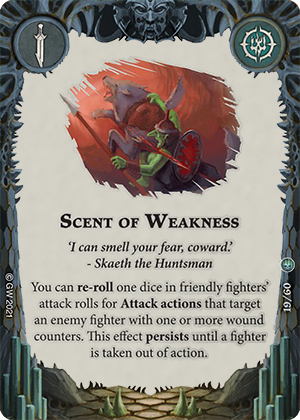 SCENT OF WEAKNESS
'I can smell your fear, coward.'
- Skaeth the Huntsman
You can re-roll one dice in friendly fighters'
attack rolls for Attack actions that target
an enemy fighter with one or more wound
counters. This effect persists until a fighter
is taken out of action.
© GW 2021
19/60